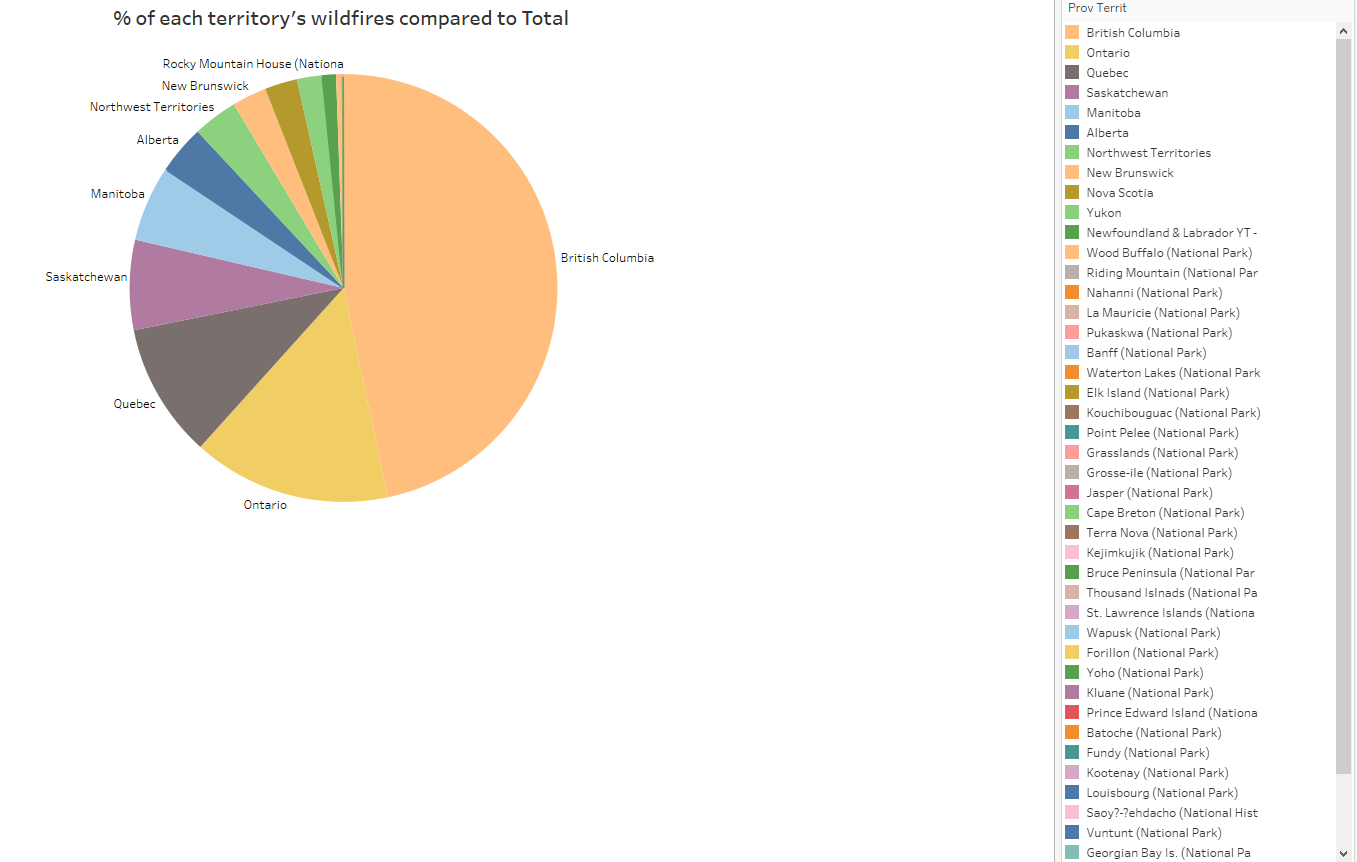 % of each territory’s wildfires compared to Total
Rocky Mountain House (Nationa
New Brunswick
Northwest Territories
Alberta
Manitoba
Saskatchewan
Quebec
Ontario
British Columbia
Prov Territ
British Columbia
Ontario
Quebec
Saskatchewan
Manitoba
Alberta
Northwest Territories
New Brunswick
Nova Scotia
Yukon
Newfoundland & Labrador YT -
Wood Buffalo (National Park)
Riding Mountain (National Par
Nahanni (National Park)
La Mauricie (National Park)
Pukaskwa (National Park)
Banff (National Park)
Waterton Lakes (National Park
Elk Island (National Park)
Kouchibouguac (National Park)
Point Pelee (National Park)
Grasslands (National Park)
Grosse-ile (National Park)
Jasper (National Park)
Cape Breton (National Park)
Terra Nova (National Park)
Kejimkujik (National Park)
Bruce Peninsula (National Par
Thousand Islnads (National Pa
St. Lawrence Islands (Nationa
Wapusk (National Park)
Forillon (National Park)
Yoho (National Park)
Kluane (National Park)
Prince Edward Island (Nationa
Batoche (National Park)
Fundy (National Park)
Kootenay (National Park)
Louisbourg (National Park)
Saoy?-?ehdacho (National Hist
Vuntunt (National Park)
Georgian Bay Is. (National Pa